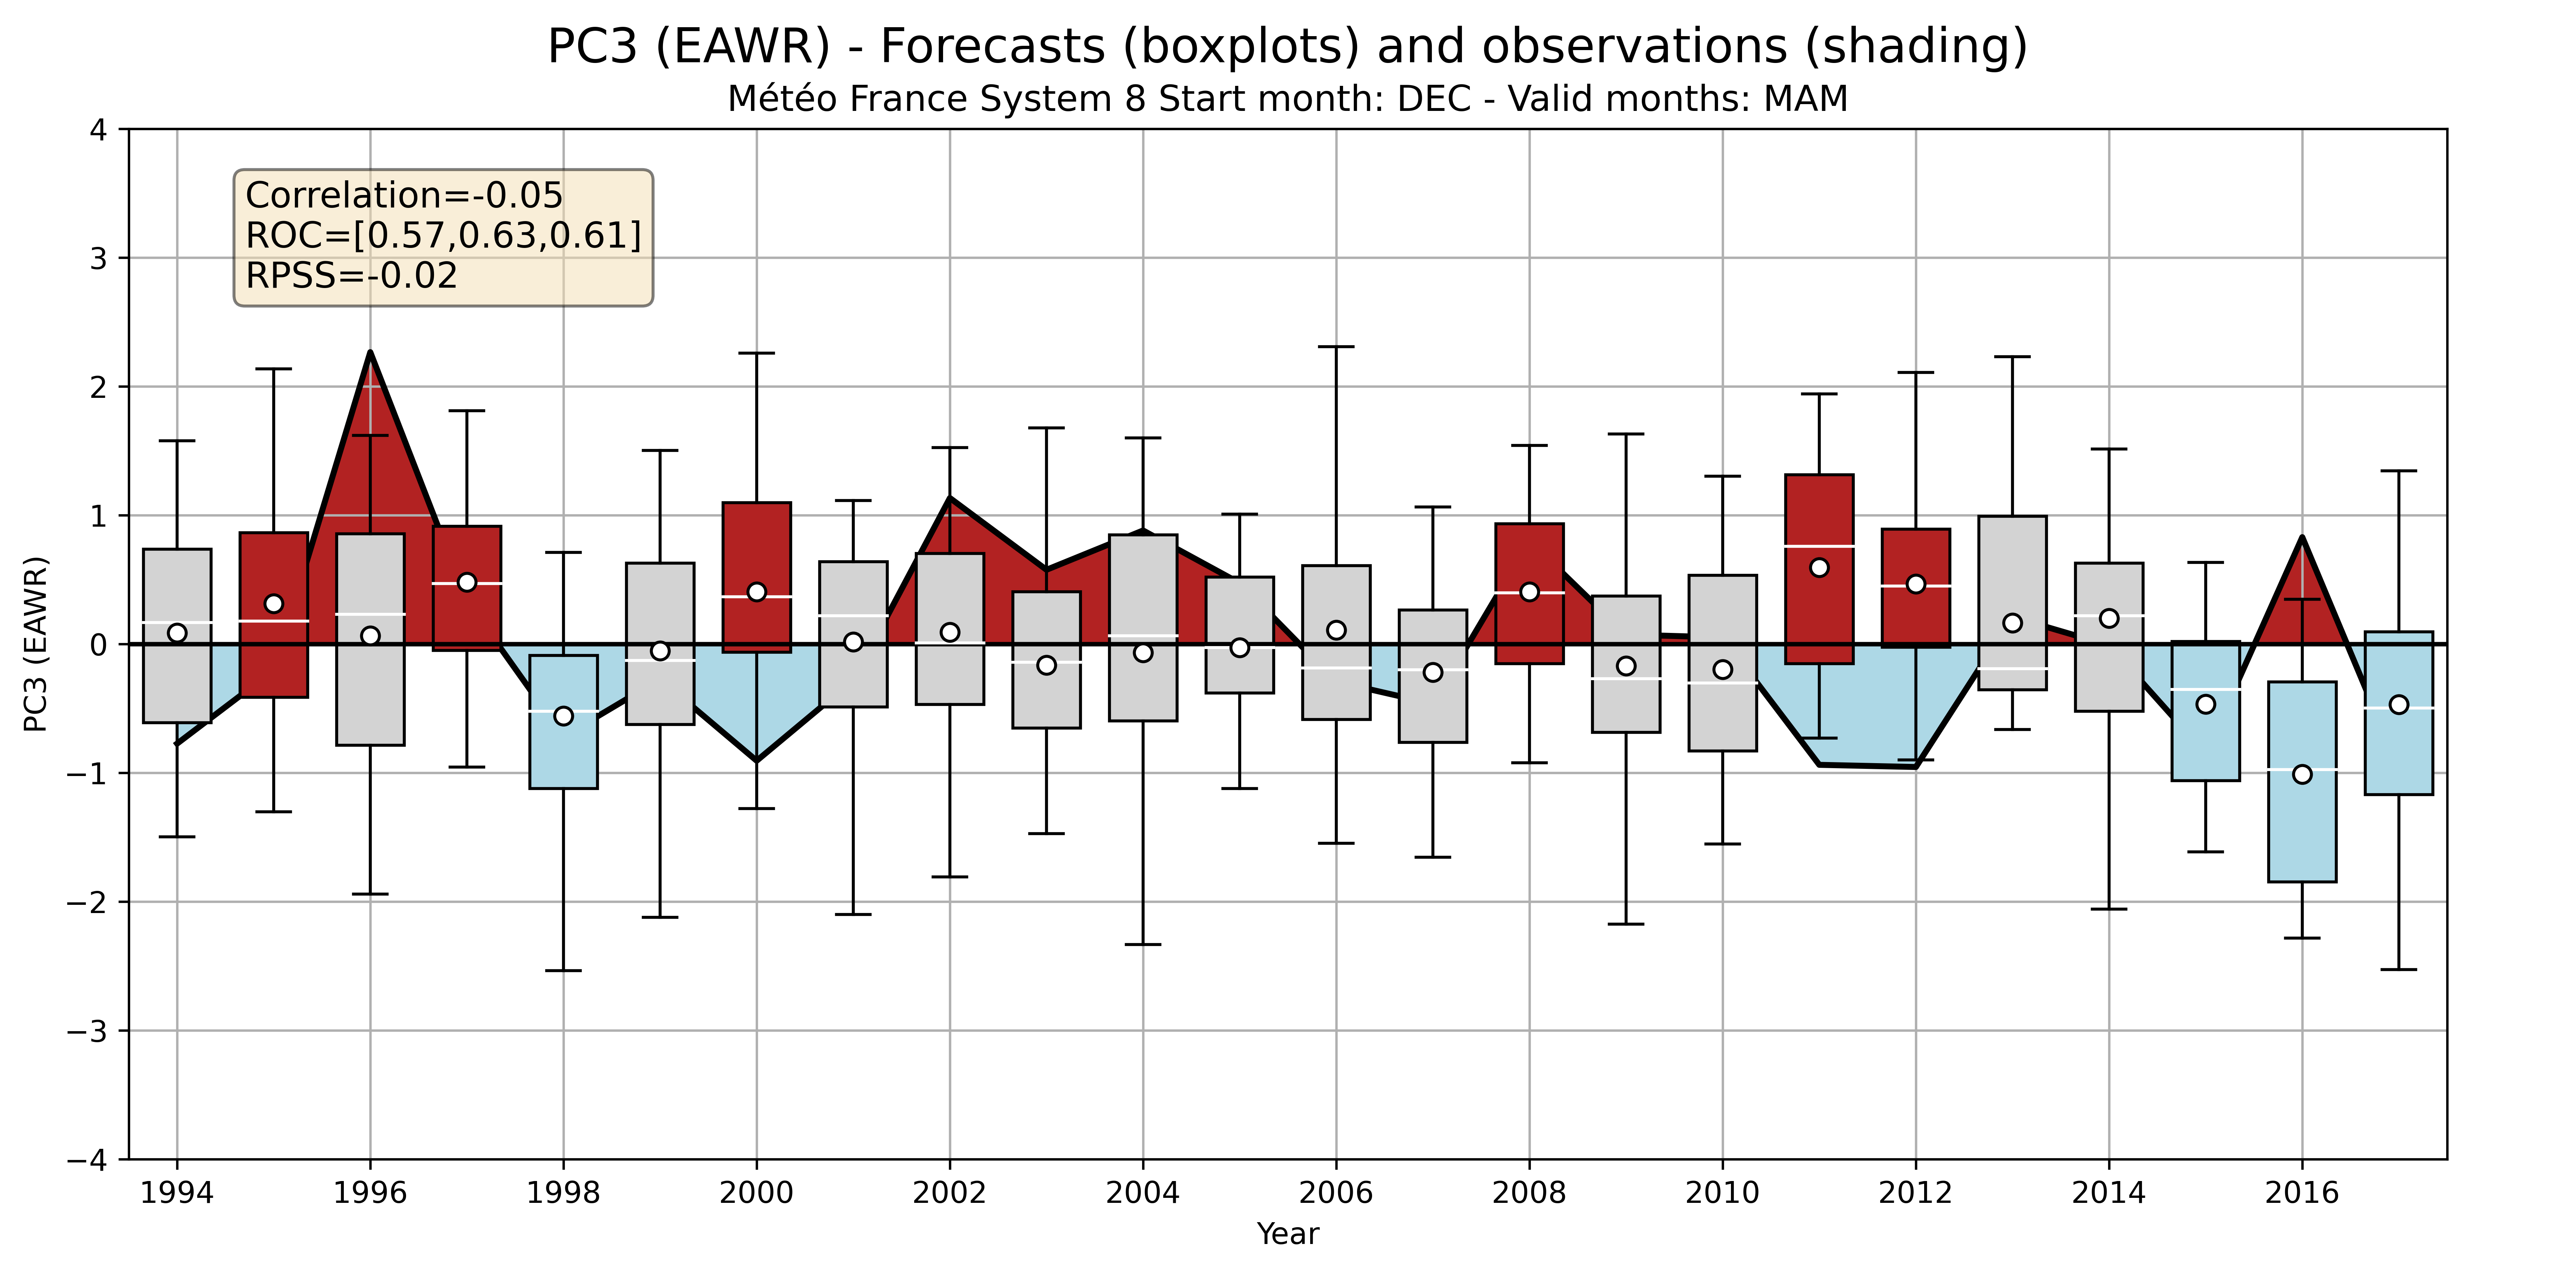 PC3 (EAWR) - Forecasts (boxplots) and observations (shading)
Météo France System 8 Start month: DEC - Valid months: MAM
Correlation=-0.05
ROC=[0.57,0.63,0.61]
RPSS=-0.02
PC3 (EAWR)
4
3
2
1
0
−1
−2
−3
−4
1994 1996 1998 2000 2002 2004 2006 2008 2010 2012 2014 2016
Year